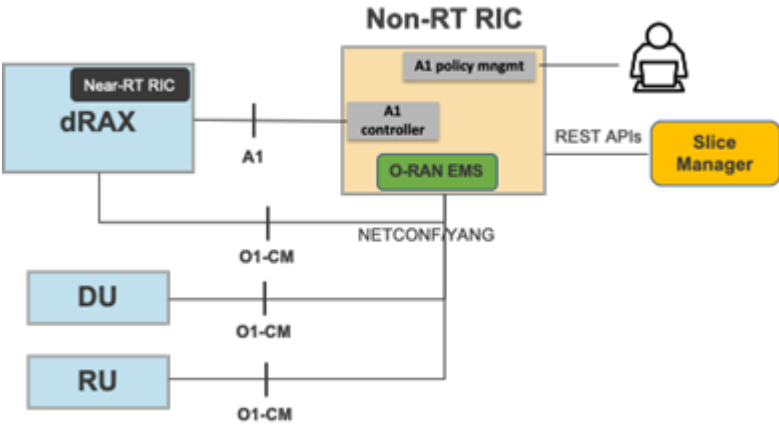 Non-RT RIC
Near-RT RIC
dRAX
A1 policy mngmt
A1
controller
A1
O-RAN EMS
REST APIs
Slice
Manager
NETCONF/YANG
O1-CM
DU
O1-CM
RU
O1-CM